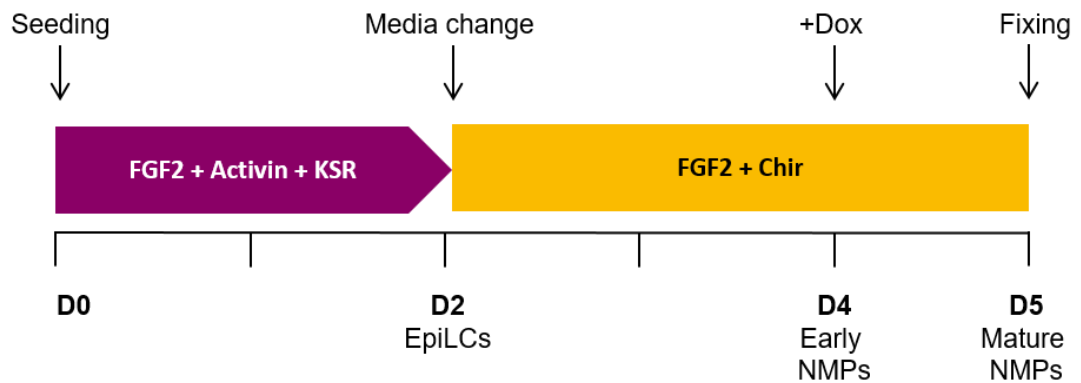 Seeding
Media change
+Dox
Fixing
FGF2 + Activin + KSR
FGF2 + Chir
D0
D2
EpiLCs
D4
Early
NMPs
D5
Mature
NMPs